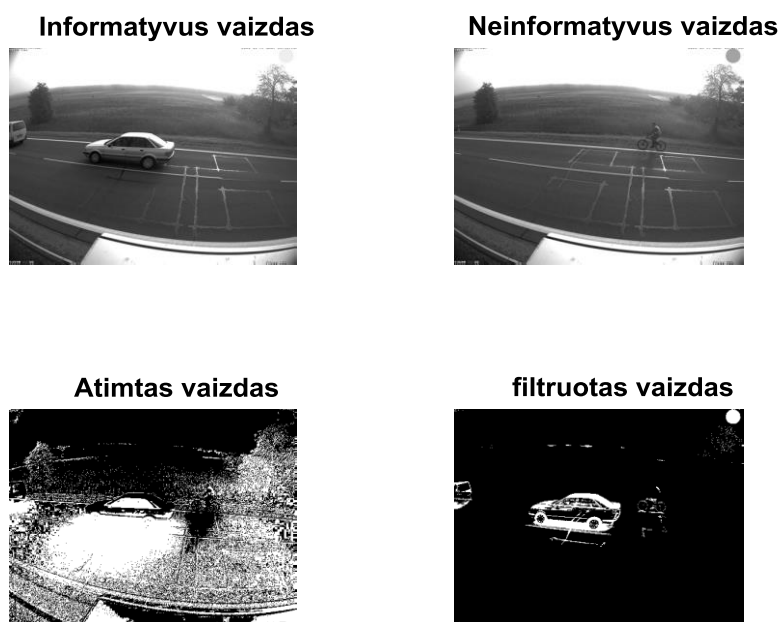 Informatyvus vaizdas
Neinformatyvus vaizdas
Atimtas vaizdas
filtruotas vaizdas